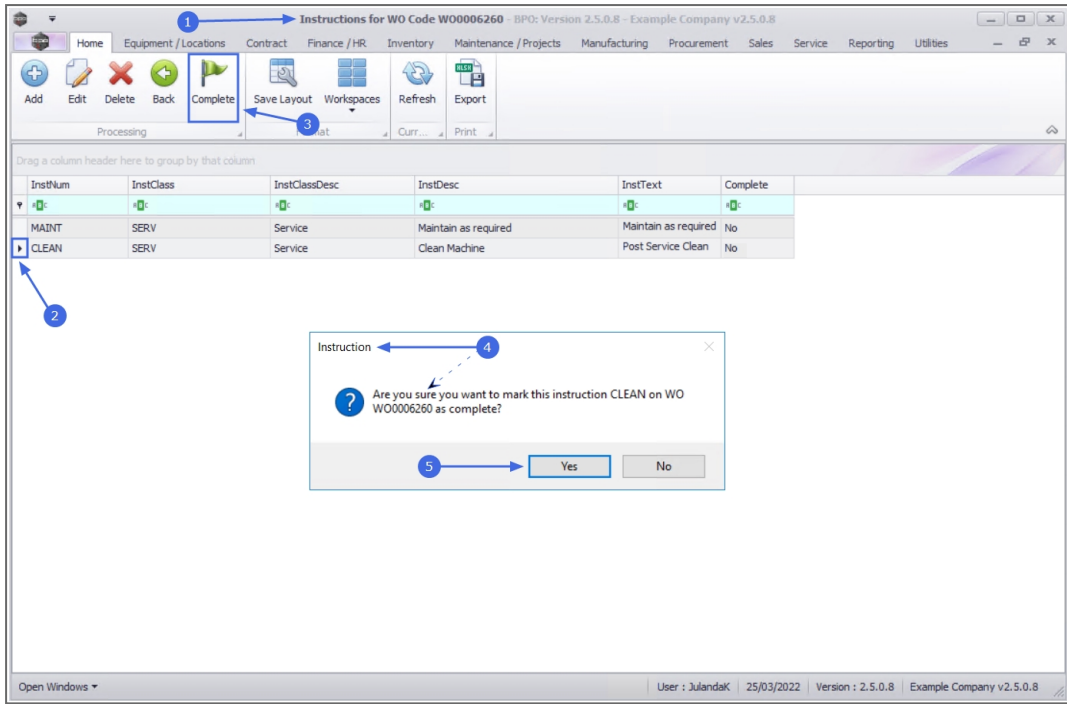 1
Instructions for WO Code WO0006260 - BPO: Version 2.5.0.8 - Example Company v2.5.0.8
Home Equipment / Locations Contract Finance / HR Inventory Maintenance / Projects Manufacturing Procurement Sales Service Reporting Utilities
XLSX
Add Edit Delete Back Complete Save Layout Workspaces Refresh Export
3
Processing Curr... Print
Drag a column header here to group by that column
InstNum InstClass InstClassDesc InstDesc InstText Complete
MAINT SERV Service Maintain as required Maintain as required No
CLEAN SERV Service Clean Machine Post Service Clean No
2
Instruction
4
Are you sure you want to mark this instruction CLEAN on WO
WO0006260 as complete?
5
Yes No
Open Windows User : JulandaK 25/03/2022 Version : 2.5.0.8 Example Company v2.5.0.8